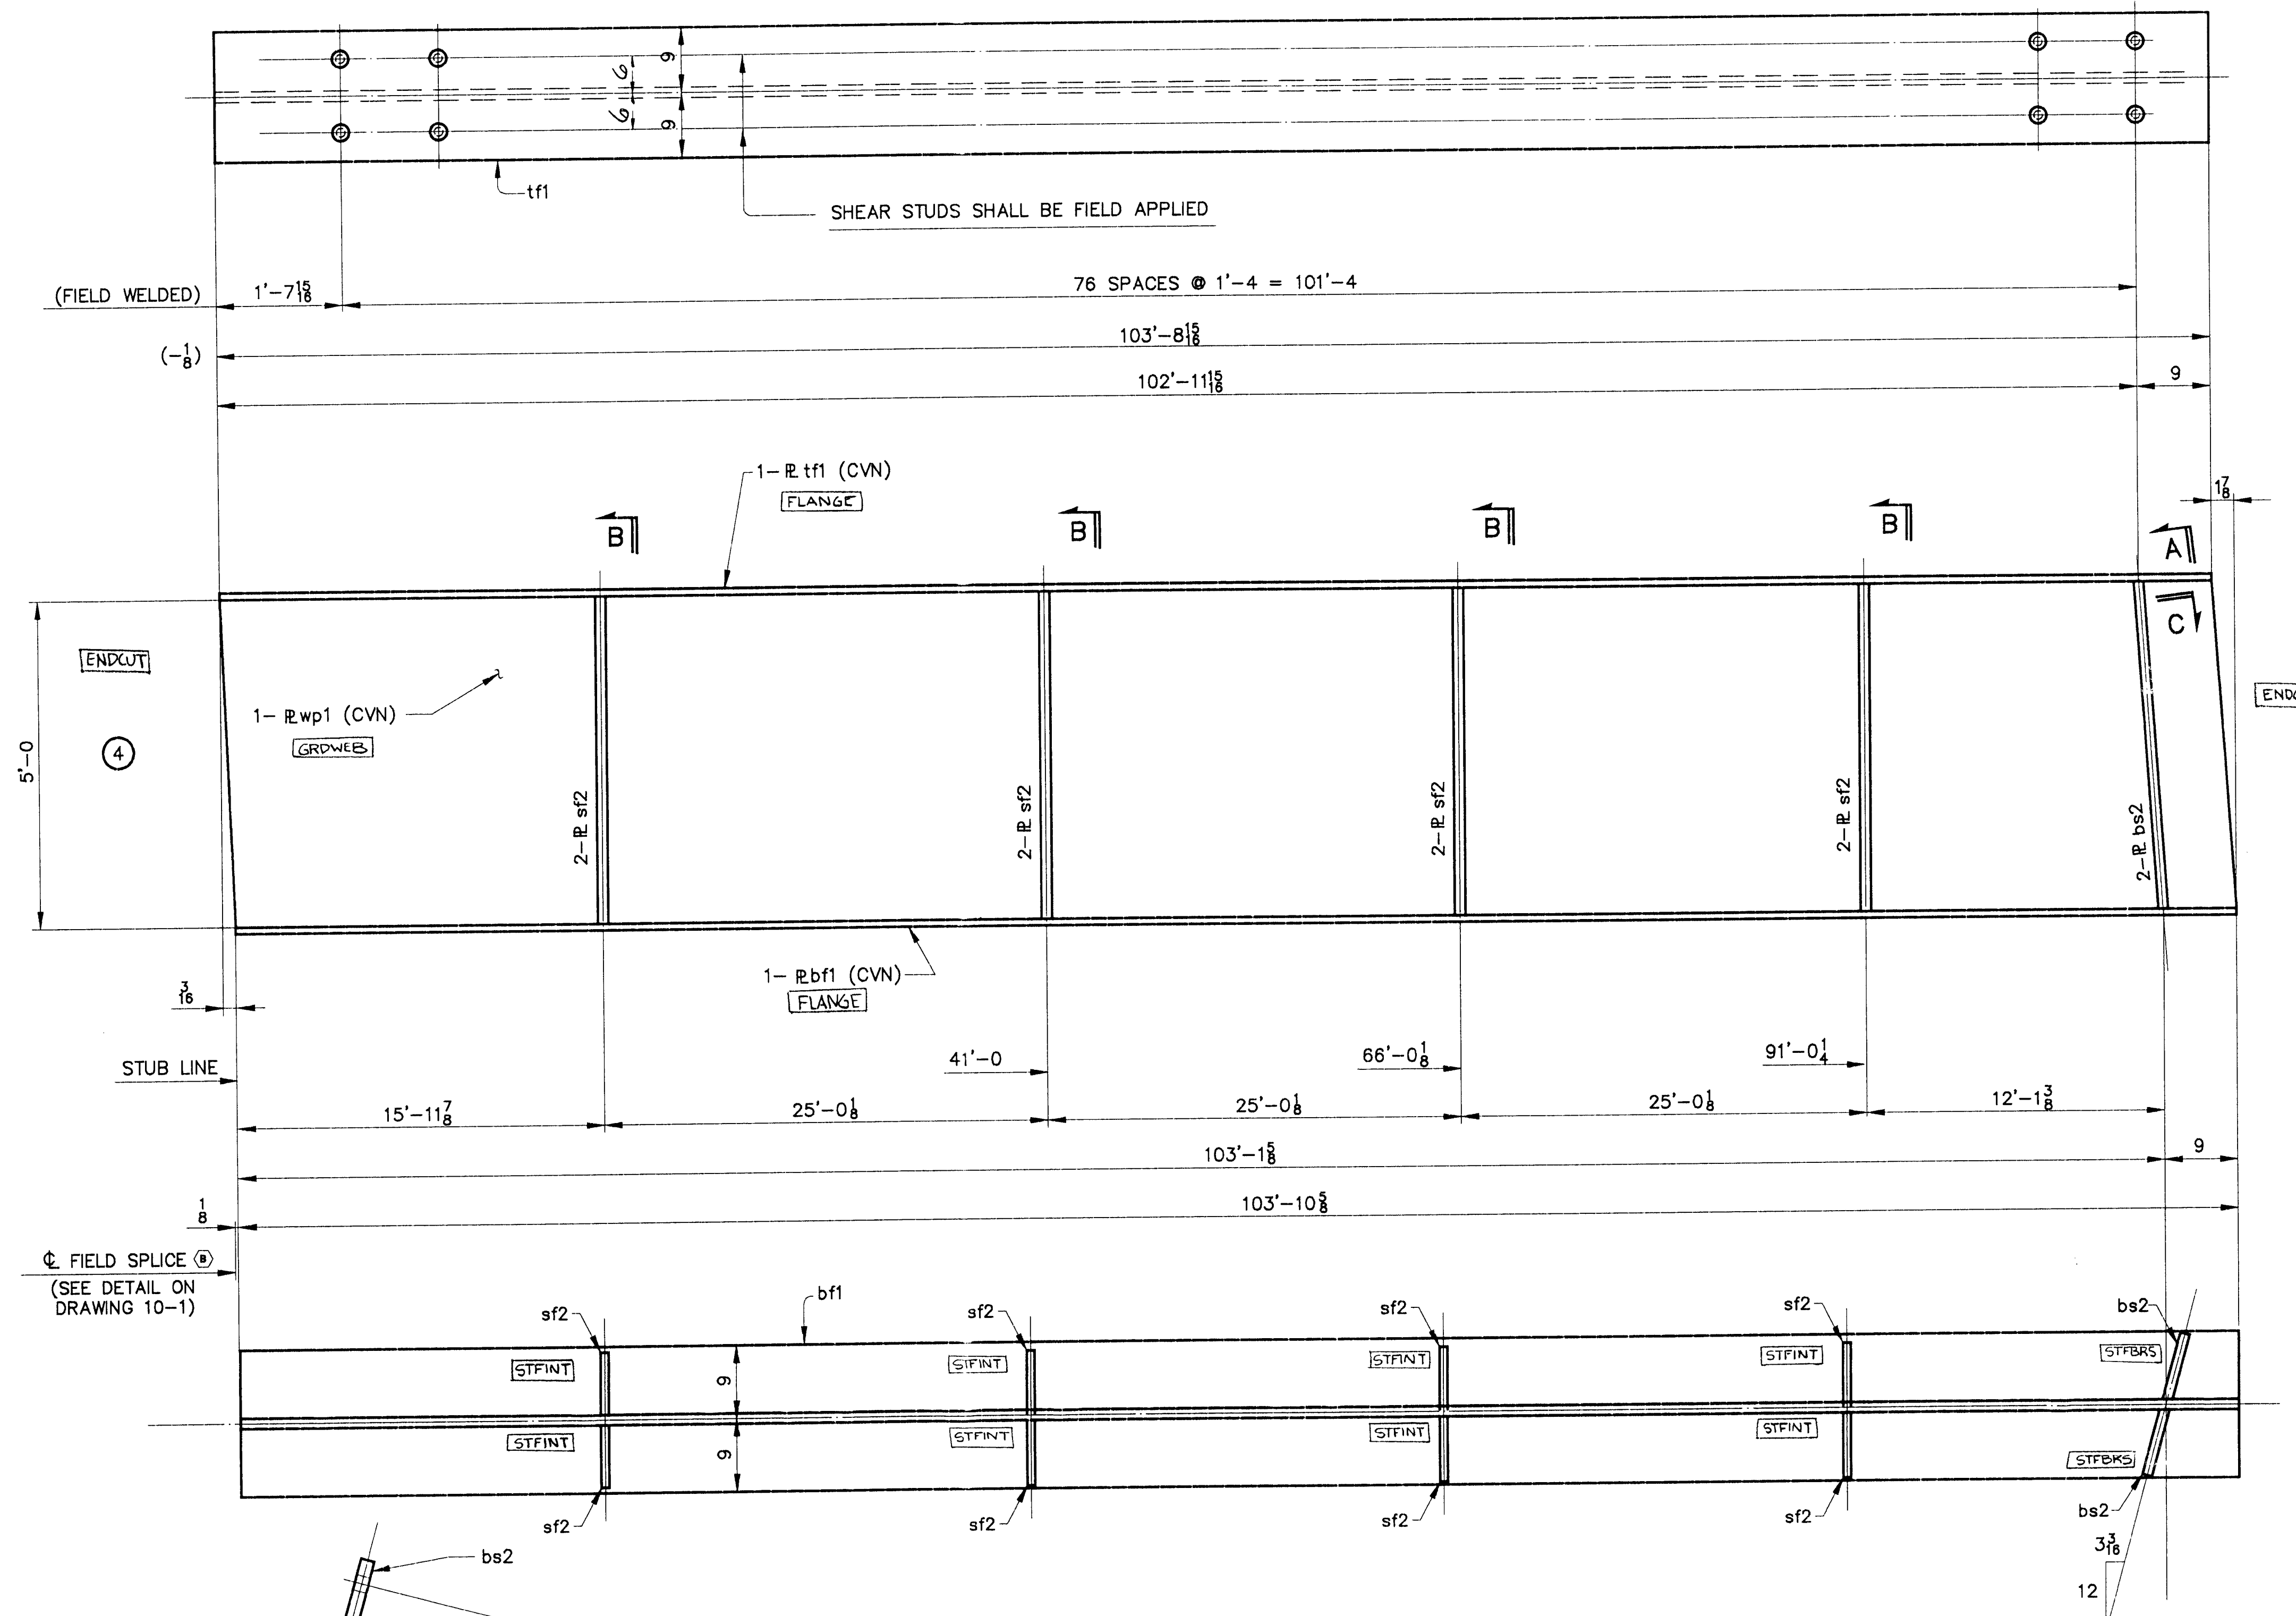 9
6
6
9
tf1
SHEAR STUDS SHALL BE FIELD APPLIED
(FIELD WELDED)
1'-7 15/16
76 SPACES @ 1'-4 = 101'-4
103'-8 15/16
(-1/8)
102'-11 15/16
9
1-℄ tf1 (CVN)
FLANGE
1 7/8
B
B
B
B
A
C
ENDCUT
5'-0
4
1- PL wp1 (CVN)
GRDWEB
2-PL sf2
2-PL sf2
2-PL sf2
2-PL sf2
2-PL bs2
1- PL bf1 (CVN)
FLANGE
3/16
STUB LINE
41'-0
66'-0 1/8
91'-0 1/4
15'-11 7/8
25'-0 1/8
25'-0 1/8
25'-0 1/8
12'-1 3/8
103'-1 5/8
9
1/8
103'-10 5/8
℄ FIELD SPLICE B
(SEE DETAIL ON
DRAWING 10-1)
bf1
sf2
sf2
sf2
sf2
bs2
STFINT
STFINT
STFINT
STFINT
STFBRS
9
9
STFINT
STFINT
STFINT
STFINT
STFBRS
sf2
sf2
sf2
sf2
bs2
bs2
3 3/16
12